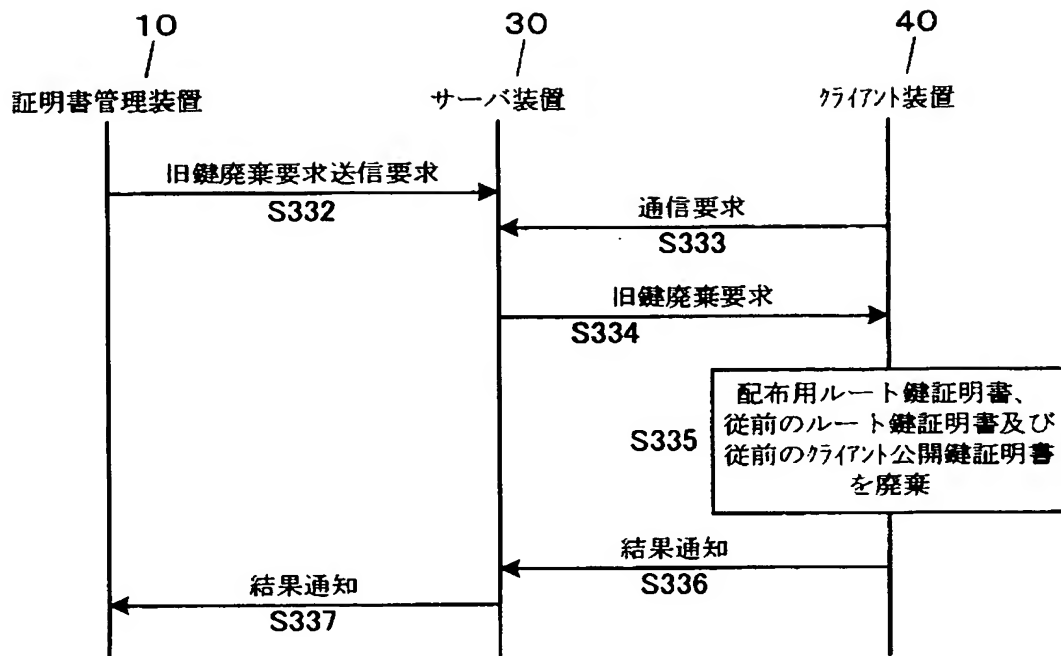 10
30
40
証明書管理装置
サーバ装置
クライアント装置
旧鍵廃棄要求送信要求
S332
通信要求
S333
旧鍵廃棄要求
S334
S335
配布用ルート鍵証明書、
従前のルート鍵証明書及び
従前のクライアント公開鍵証明書
を廃棄
結果通知
S336
結果通知
S337